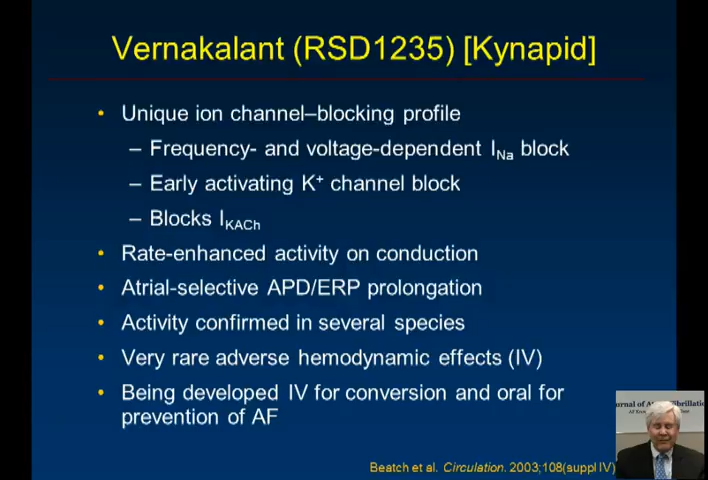 Vernakalant (RSD1235) [Kynapid]
• Unique ion channel–blocking profile
– Frequency- and voltage-dependent I_Na block
– Early activating K⁺ channel block
– Blocks I_KACh
• Rate-enhanced activity on conduction
• Atrial-selective APD/ERP prolongation
• Activity confirmed in several species
• Very rare adverse hemodynamic effects (IV)
• Being developed IV for conversion and oral for
prevention of AF
Beatch et al. Circulation. 2003;108(suppl IV)